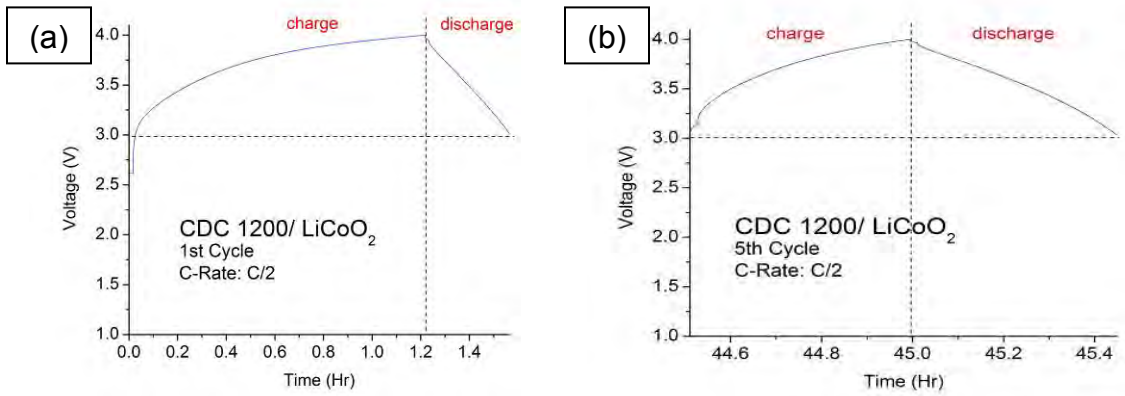 (a)
charge
discharge
4.0
3.5
3.0
2.5
2.0
1.5
1.0
Voltage (V)
CDC 1200/ LiCoO₂
1st Cycle
C-Rate: C/2
0.0 0.2 0.4 0.6 0.8 1.0 1.2 1.4
Time (Hr)
(b)
charge
discharge
4.0
3.5
3.0
2.5
2.0
1.5
1.0
Voltage (V)
CDC 1200/ LiCoO₂
5th Cycle
C-Rate: C/2
44.6 44.8 45.0 45.2 45.4
Time (Hr)